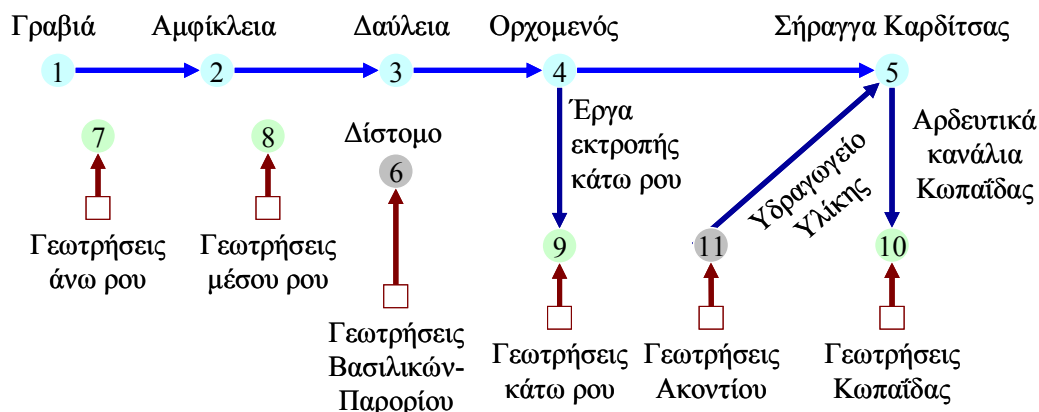 Γραβιά
Αμφίκλεια
Δαύλεια
Ορχομενός
Σήραγγα Καρδίτσας
1
2
3
4
5
Έργα
εκτροπής
κάτω ρου
Αρδευτικά
κανάλια
Κωπαΐδας
7
8
Δίστομο
6
Υδραγωγείο
Υλίκης
9
11
10
Γεωτρήσεις
άνω ρου
Γεωτρήσεις
μέσου ρου
Γεωτρήσεις
Βασιλικών-
Παρορίου
Γεωτρήσεις
κάτω ρου
Γεωτρήσεις
Ακοντίου
Γεωτρήσεις
Κωπαΐδας